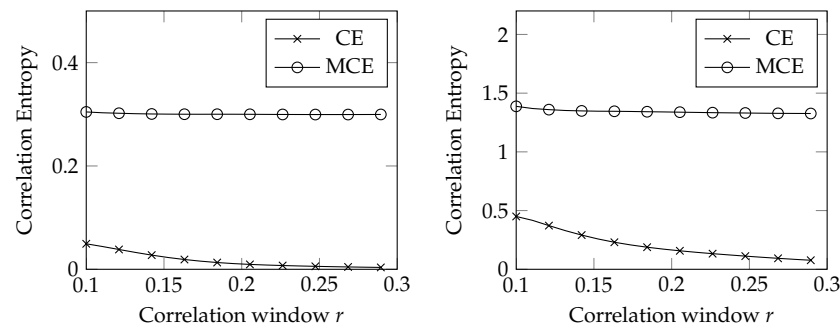 CE
MCE
0.4
0.2
0
0.1 0.15 0.2 0.25 0.3
Correlation Entropy
Correlation window r
CE
MCE
2
1.5
1
0.5
0
0.1 0.15 0.2 0.25 0.3
Correlation Entropy
Correlation window r